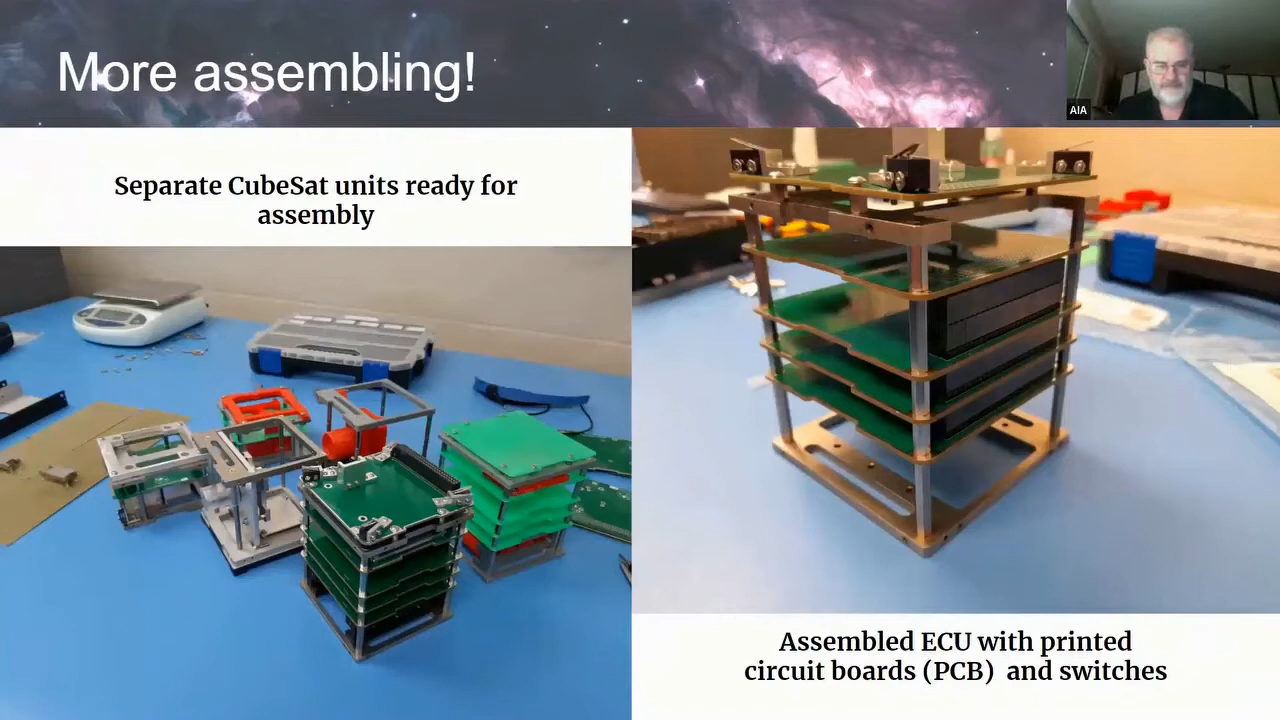 More assembling!
AIA
Separate CubeSat units ready for
assembly
Assembled ECU with printed
circuit boards (PCB) and switches